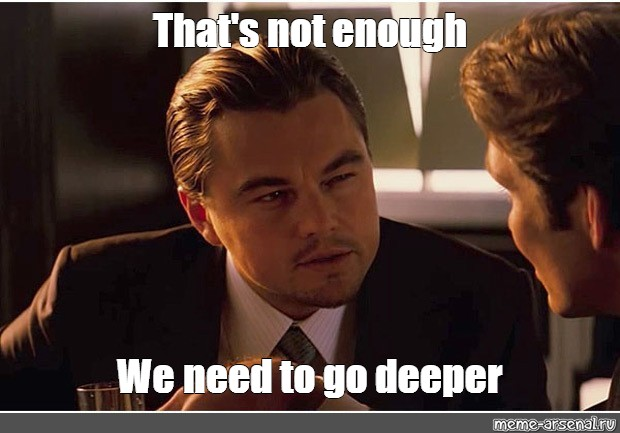 That's not enough
We need to go deeper
meme-arsenal.ru